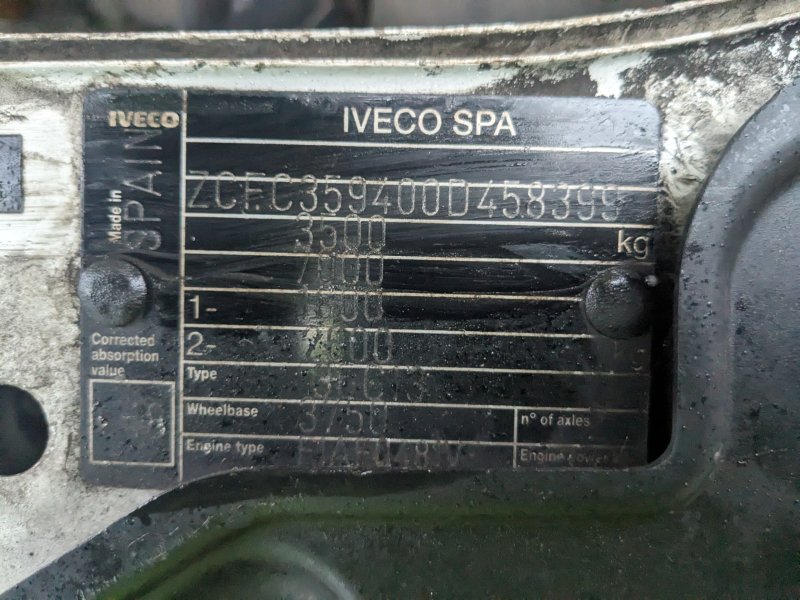 IVECO
IVECO SPA
Made in
SPAIN
ZCFC359400D458399
3500
kg
7000
1-
2-
Corrected
absorption
value
Type
Wheelbase
3750
n° of axles
Engine type
Engine power